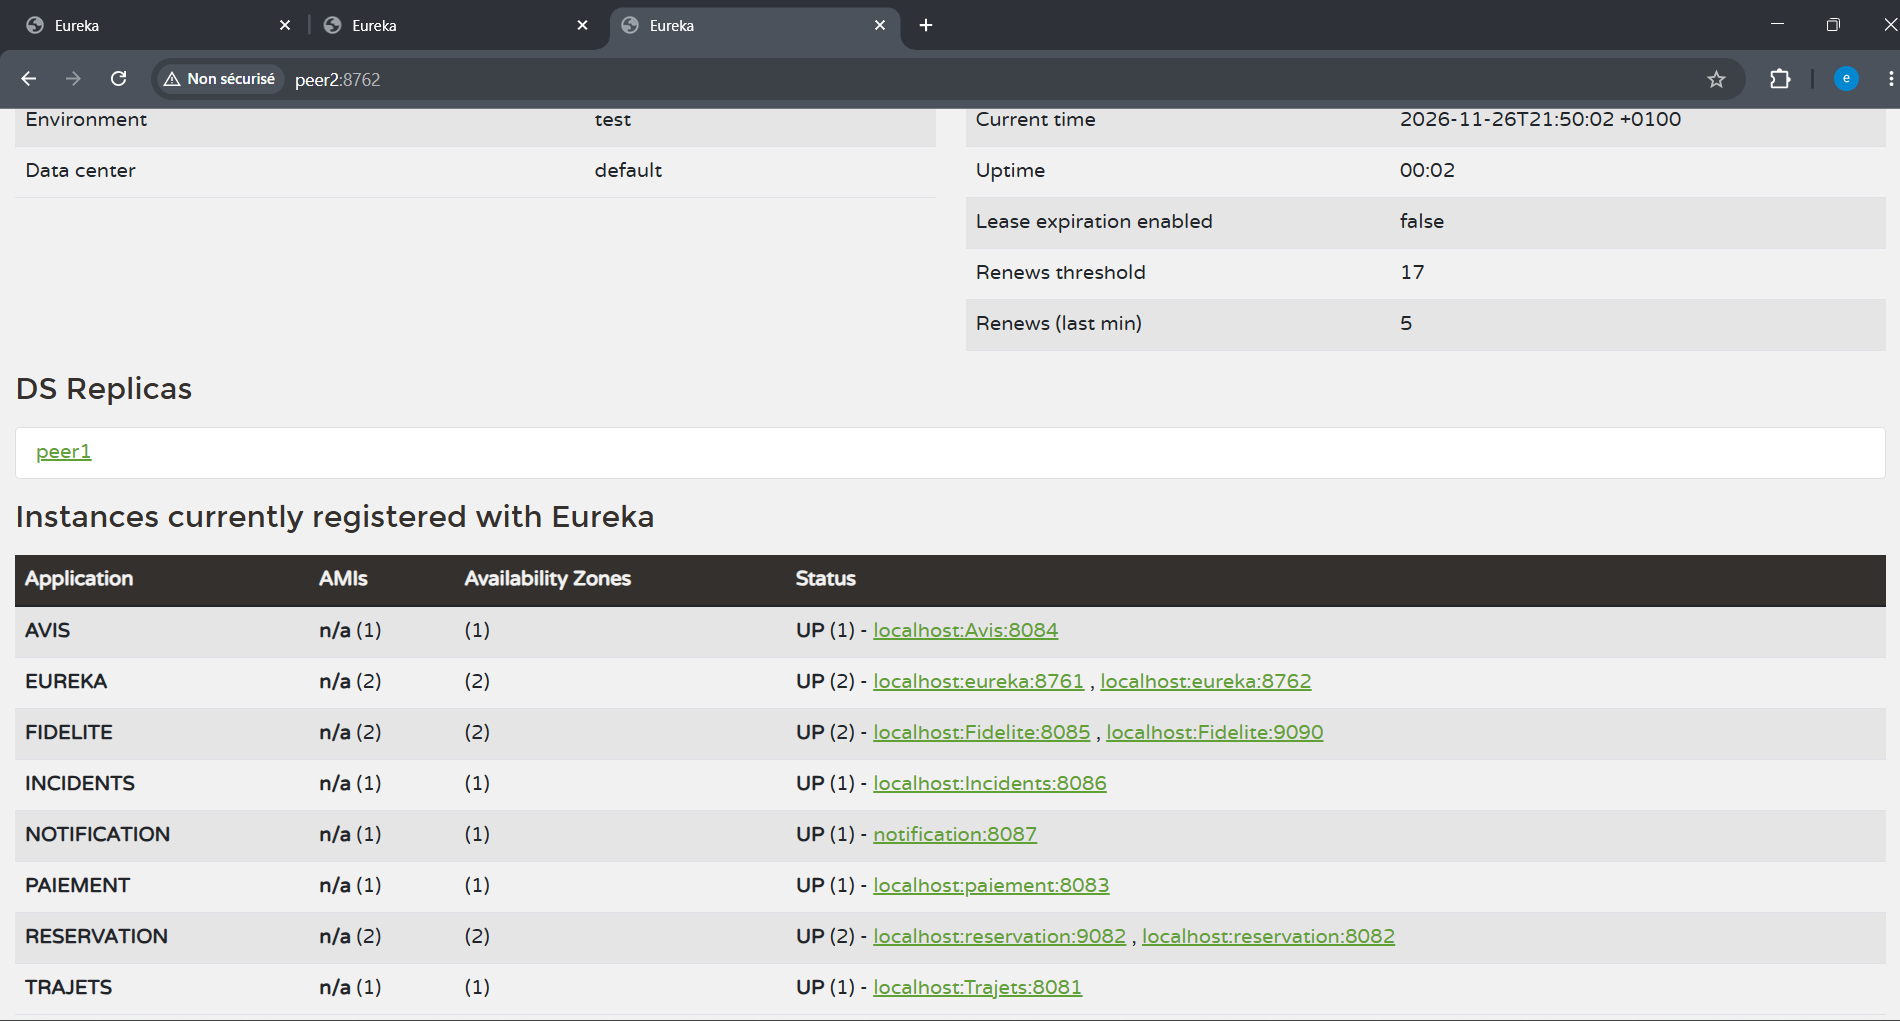 Eureka
Eureka
Eureka
Non sécurisé peer2:8762
e
Environment test
Data center default
Current time 2026-11-26T21:50:02 +0100
Uptime 00:02
Lease expiration enabled false
Renews threshold 17
Renews (last min) 5
DS Replicas
peer1
Instances currently registered with Eureka
Application AMIs Availability Zones Status
AVIS n/a (1) (1) UP (1) - localhost:Avis:8084
EUREKA n/a (2) (2) UP (2) - localhost:eureka:8761 , localhost:eureka:8762
FIDELITE n/a (2) (2) UP (2) - localhost:Fidelite:8085 , localhost:Fidelite:9090
INCIDENTS n/a (1) (1) UP (1) - localhost:Incidents:8086
NOTIFICATION n/a (1) (1) UP (1) - notification:8087
PAIEMENT n/a (1) (1) UP (1) - localhost:paiement:8083
RESERVATION n/a (2) (2) UP (2) - localhost:reservation:9082 , localhost:reservation:8082
TRAJETS n/a (1) (1) UP (1) - localhost:Trajets:8081